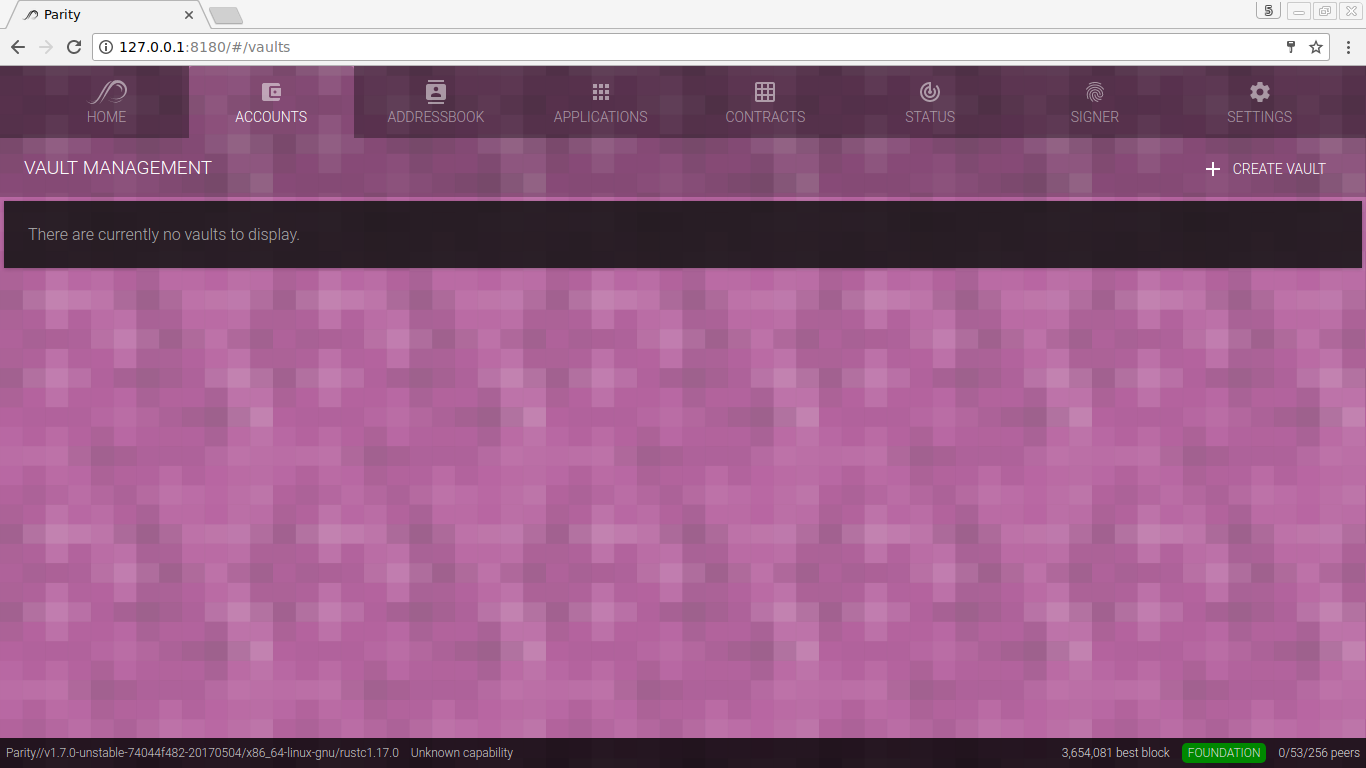 Parity
5
127.0.0.1:8180/#/vaults
HOME ACCOUNTS ADDRESSBOOK APPLICATIONS CONTRACTS STATUS SIGNER SETTINGS
VAULT MANAGEMENT CREATE VAULT
There are currently no vaults to display.
Parity//v1.7.0-unstable-74044f482-20170504/x86_64-linux-gnu/rustc1.17.0 Unknown capability 3,654,081 best block FOUNDATION 0/53/256 peers